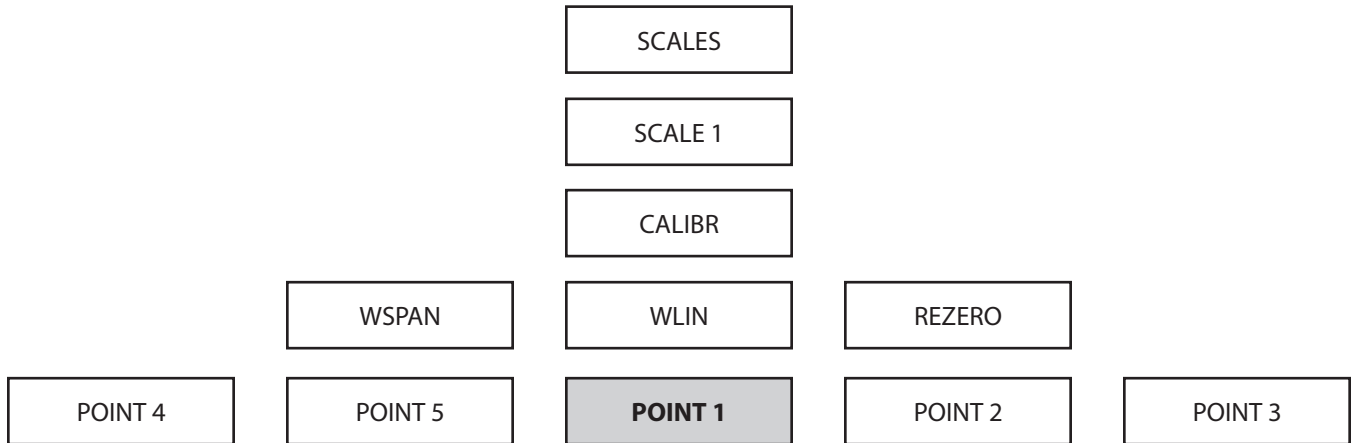 SCALES
SCALE 1
CALIBR
WSPAN WLIN REZERO
POINT 4 POINT 5 POINT 1 POINT 2 POINT 3